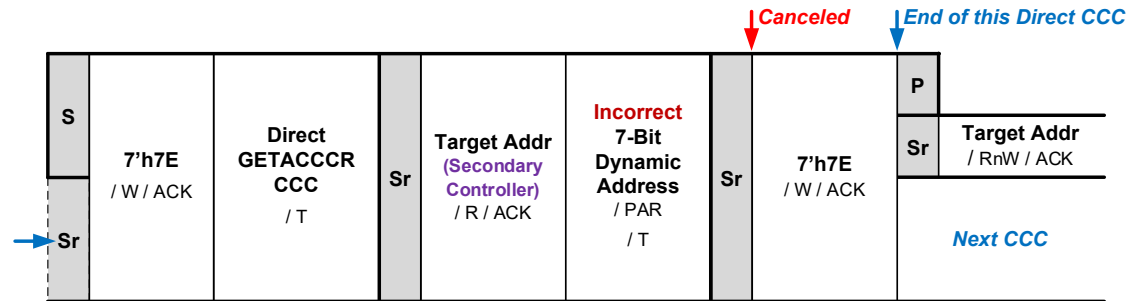 Canceled
End of this Direct CCC
S
Sr
7'h7E
/ W / ACK
Direct
GETACCCR
CCC
/ T
Sr
Target Addr
(Secondary
Controller)
/ R / ACK
Incorrect
7-Bit
Dynamic
Address
/ PAR
/ T
Sr
7'h7E
/ W / ACK
P
Sr
Target Addr
/ RnW / ACK
Next CCC